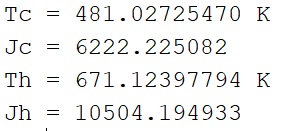 Tc = 481.02725470 K
Jc = 6222.225082
Th = 671.12397794 K
Jh = 10504.194933